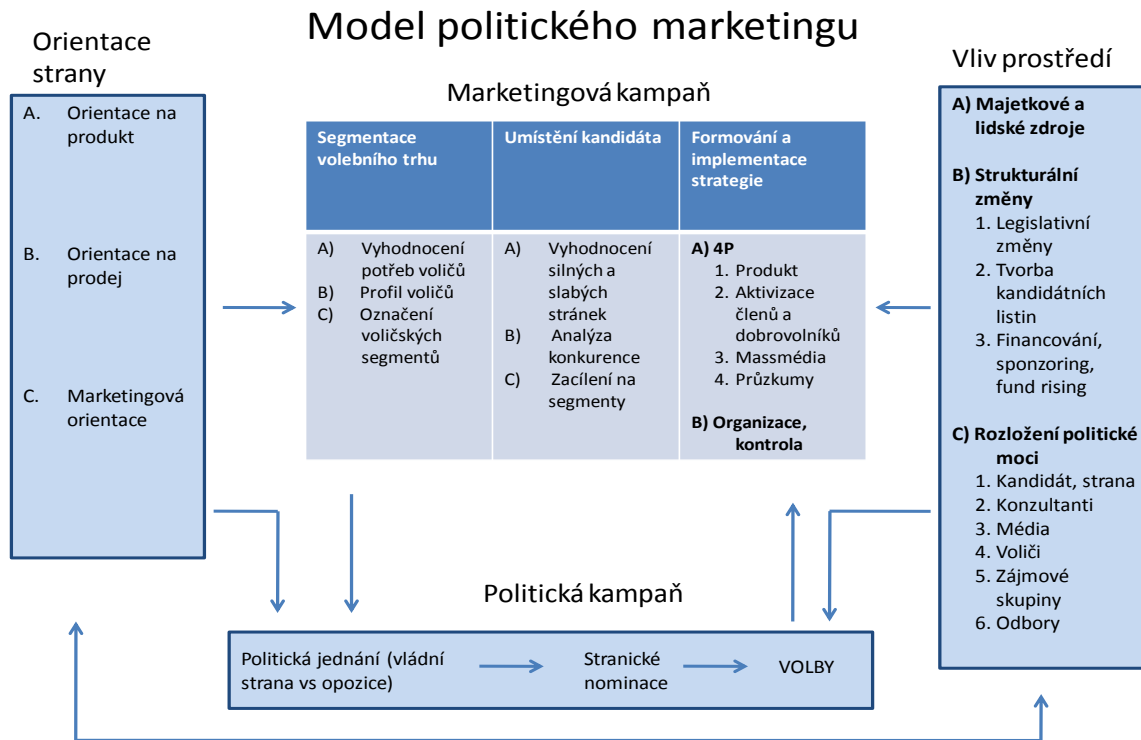 Model politického marketingu
Orientace
strany
A. Orientace na
produkt
B. Orientace na
prodej
C. Marketingová
orientace
Marketingová kampaň
Segmentace
volebního trhu
A) Vyhodnocení
potřeb voličů
B) Profil voličů
C) Označení
voličských
segmentů
Umístění kandidáta
A) Vyhodnocení
silných a
slabých
stránek
B) Analýza
konkurence
C) Zacílení na
segmenty
Formování a
implementace
strategie
A) 4P
1. Produkt
2. Aktivizace
členů a
dobrovolníků
3. Massmédia
4. Průzkumy
B) Organizace,
kontrola
Vliv prostředí
A) Majetkové a
lidské zdroje
B) Strukturální
změny
1. Legislativní
změny
2. Tvorba
kandidátních
listin
3. Financování,
sponzoring,
fund rising
C) Rozložení politické
moci
1. Kandidát, strana
2. Konzultanti
3. Média
4. Voliči
5. Zájmové
skupiny
6. Odbory
Politická kampaň
Politická jednání (vládní
strana vs opozice)
Stranické
nominace
VOLBY